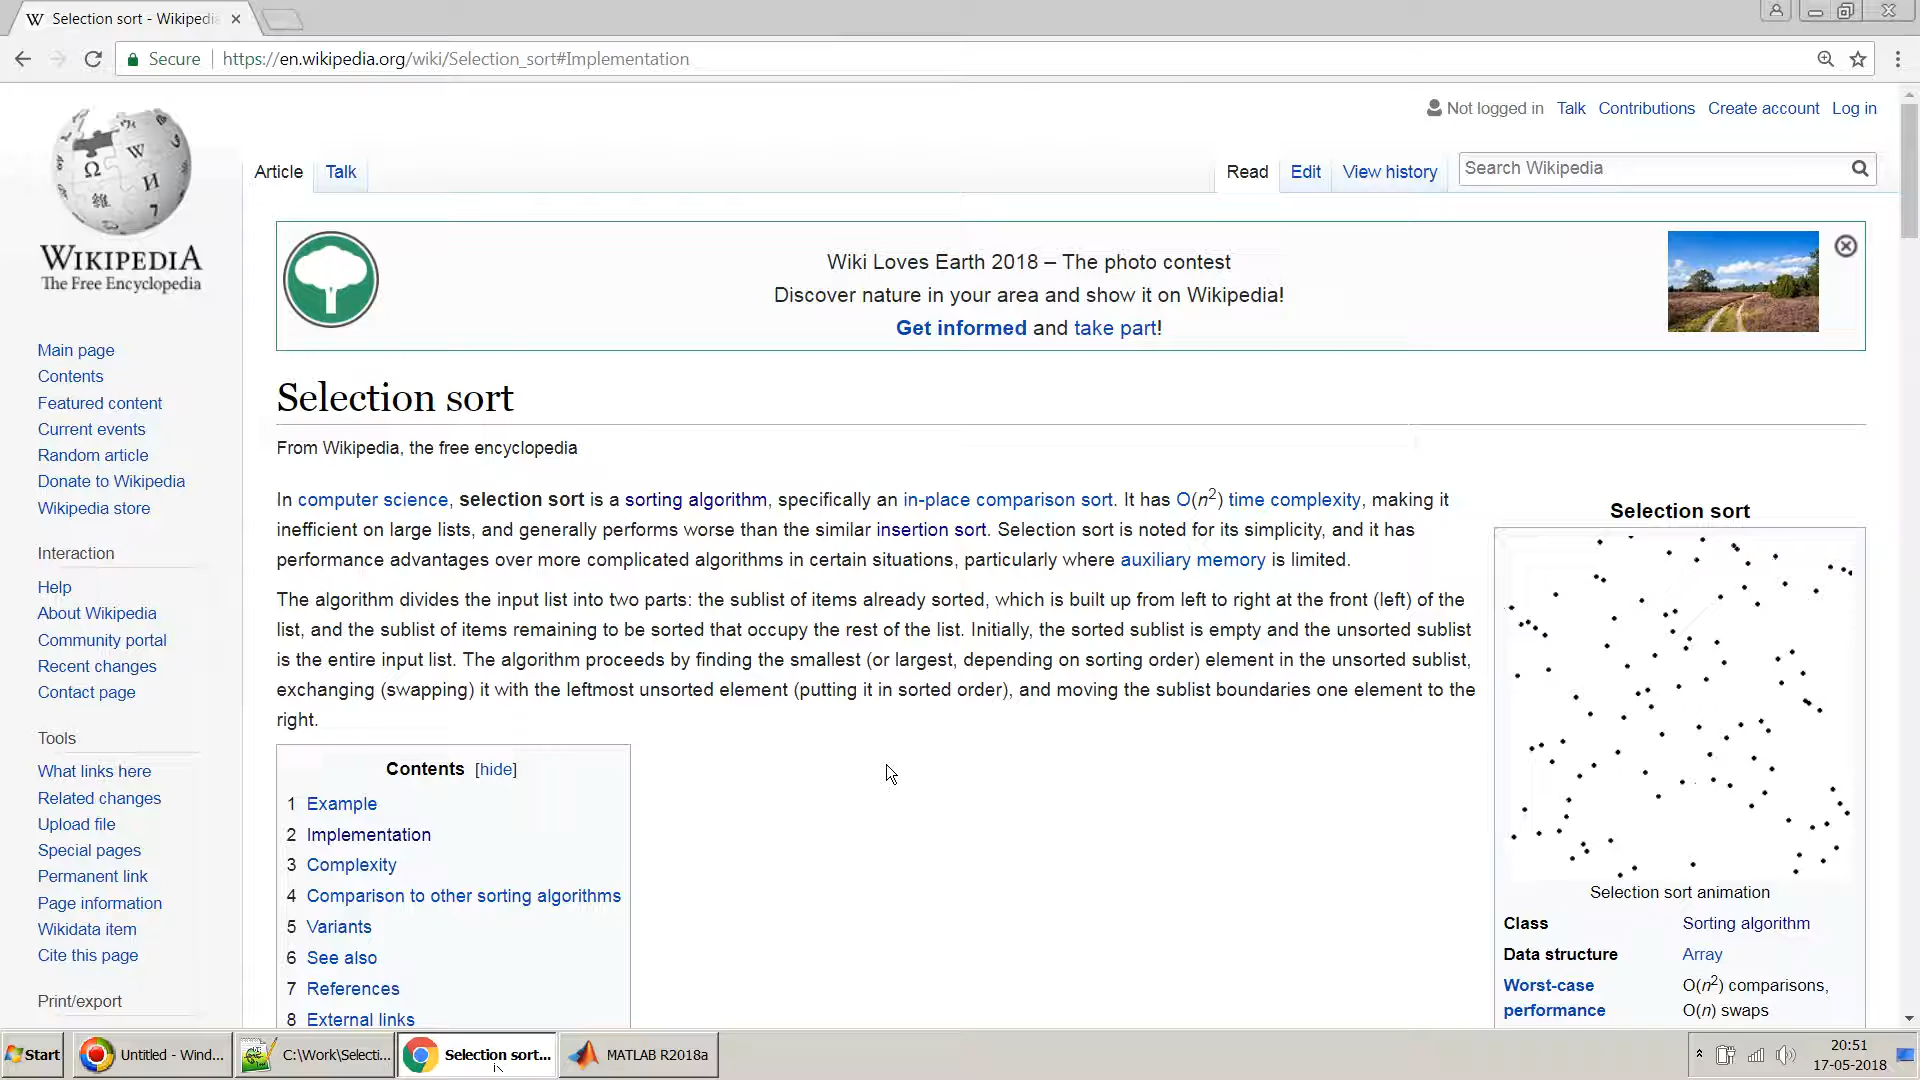 Selection sort - Wikipedi
Secure
https://en.wikipedia.org/wiki/Selection_sort#Implementation
Not logged in Talk Contributions Create account Log in
Article Talk Read Edit View history Search Wikipedia
WIKIPEDIA
The Free Encyclopedia
Wiki Loves Earth 2018 – The photo contest
Discover nature in your area and show it on Wikipedia!
Get informed and take part!
Main page
Contents
Featured content
Current events
Random article
Donate to Wikipedia
Wikipedia store
Interaction
Help
About Wikipedia
Community portal
Recent changes
Contact page
Tools
What links here
Related changes
Upload file
Special pages
Permanent link
Page information
Wikidata item
Cite this page
Print/export
Selection sort
From Wikipedia, the free encyclopedia
In computer science, selection sort is a sorting algorithm, specifically an in-place comparison sort. It has O(n²) time complexity, making it
inefficient on large lists, and generally performs worse than the similar insertion sort. Selection sort is noted for its simplicity, and it has
performance advantages over more complicated algorithms in certain situations, particularly where auxiliary memory is limited.
The algorithm divides the input list into two parts: the sublist of items already sorted, which is built up from left to right at the front (left) of the
list, and the sublist of items remaining to be sorted that occupy the rest of the list. Initially, the sorted sublist is empty and the unsorted sublist
is the entire input list. The algorithm proceeds by finding the smallest (or largest, depending on sorting order) element in the unsorted sublist,
exchanging (swapping) it with the leftmost unsorted element (putting it in sorted order), and moving the sublist boundaries one element to the
right.
Contents [hide]
1 Example
2 Implementation
3 Complexity
4 Comparison to other sorting algorithms
5 Variants
6 See also
7 References
8 External links
Selection sort
Selection sort animation
Class Sorting algorithm
Data structure Array
Worst-case O(n²) comparisons,
performance O(n) swaps
Start
Untitled - Wind...
C:\Work\Selecti...
Selection sort...
MATLAB R2018a
20:51
17-05-2018